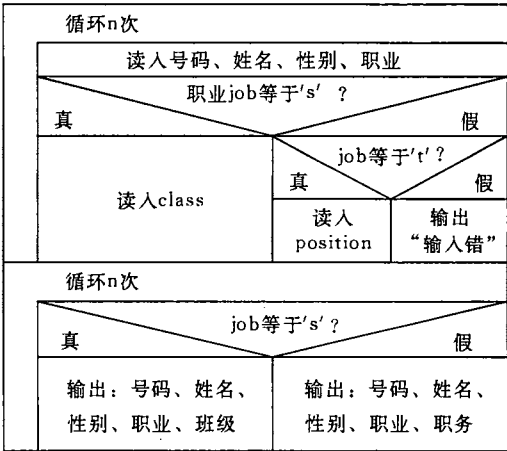 循环n次
读入号码、姓名、性别、职业
职业job等于's' ?
真
假
job等于't'?
真
假
读入class
读入
position
输出
“输入错”
循环n次
job等于's'?
真
假
输出：号码、姓名、
性别、职业、班级
输出：号码、姓名、
性别、职业、职务